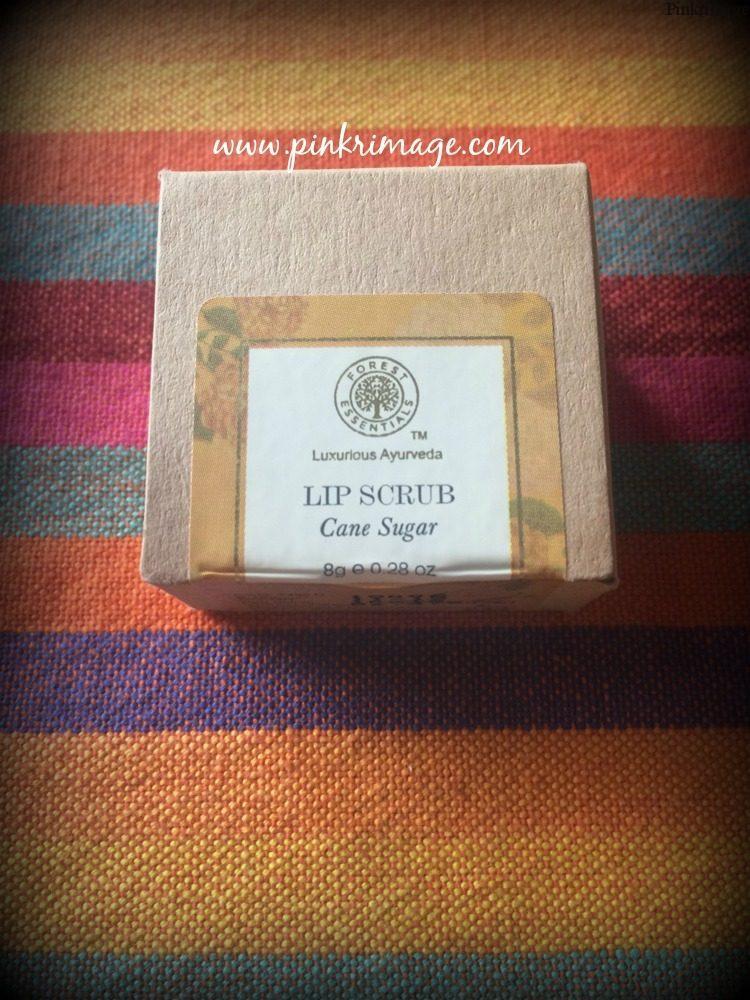 www.pinkrimage.com
FOREST
ESSENTIALS
TM
Luxurious Ayurveda
LIP SCRUB
Cane Sugar
8g e 0.28 oz